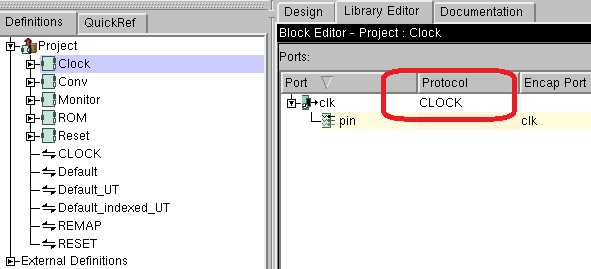 Definitions QuickRef
Project
Clock
Conv
Monitor
ROM
Reset
CLOCK
Default
Default_UT
Default_indexed_UT
REMAP
RESET
External Definitions
Design Library Editor Documentation
Block Editor - Project : Clock
Ports:
Port Protocol Encap Port
clk CLOCK
pin clk